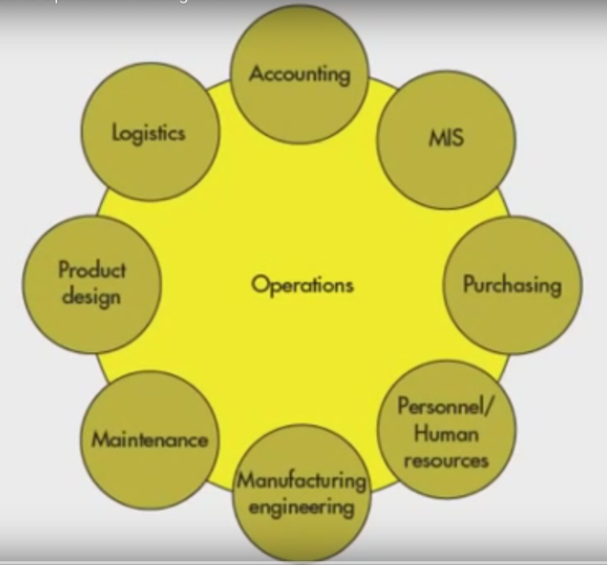 Accounting
Logistics
MIS
Product
design
Operations
Purchasing
Personnel/
Human
resources
Maintenance
Manufacturing
engineering